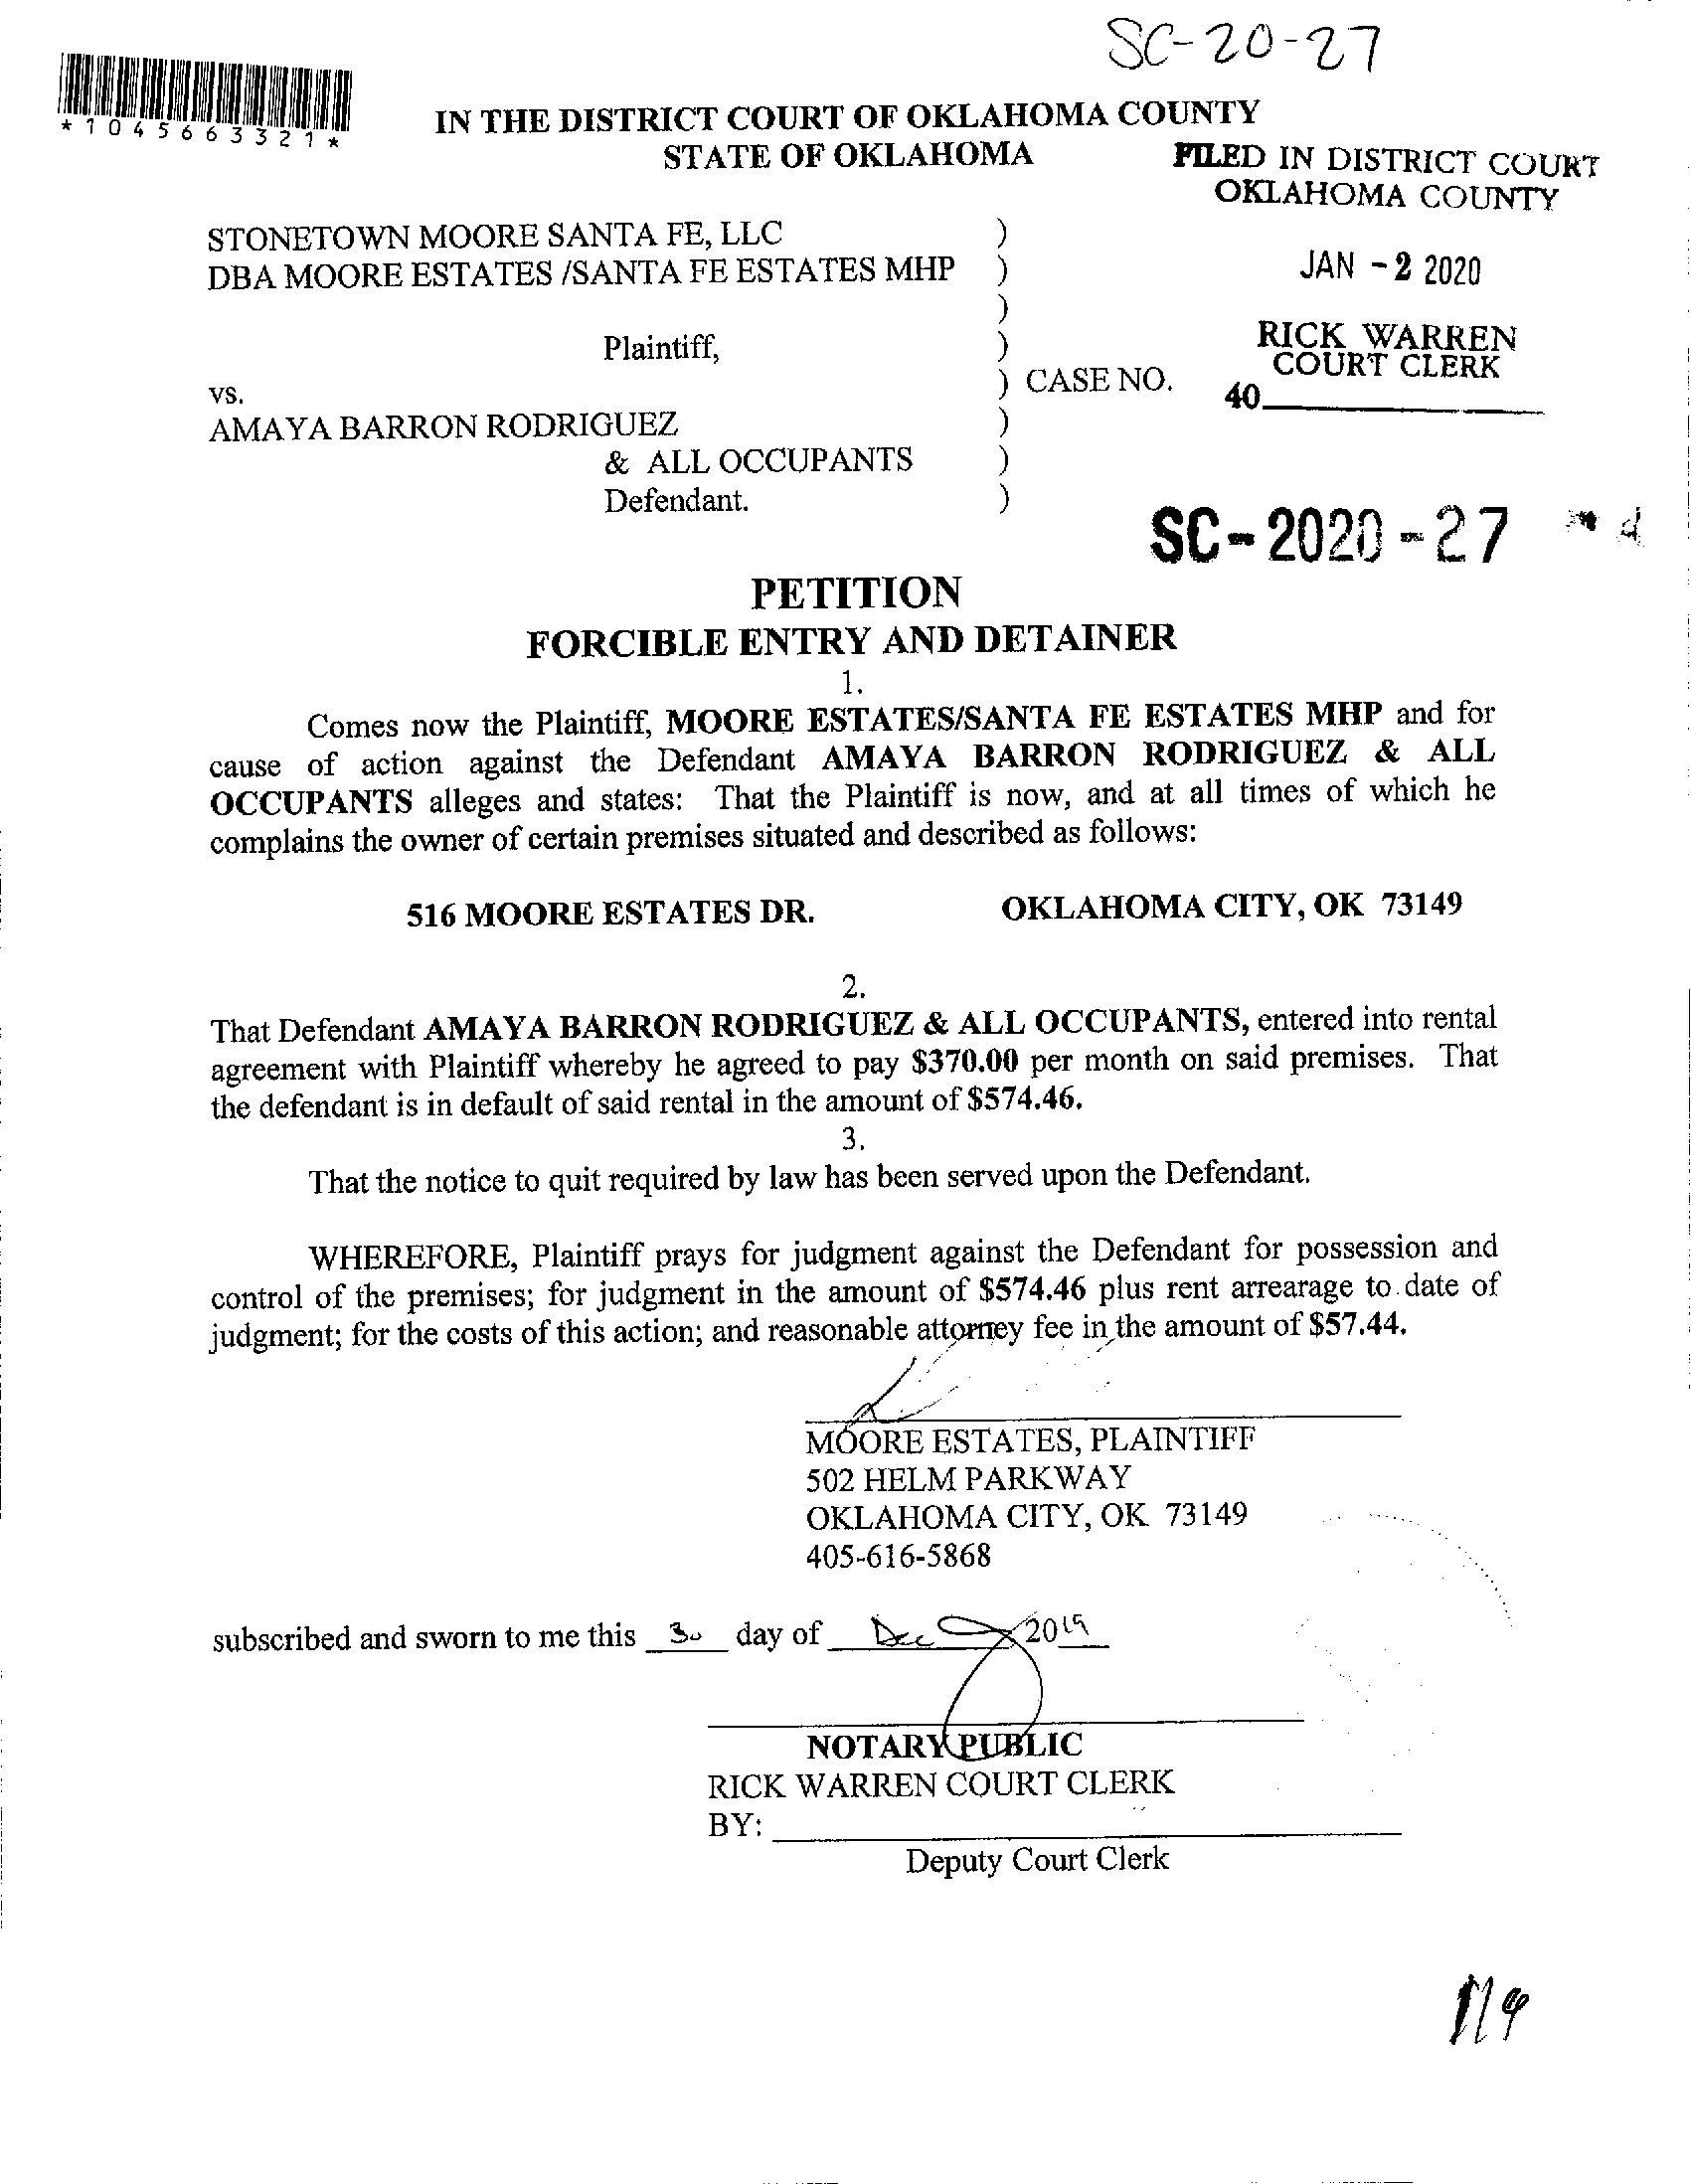 SC-20-27
*1045663321*
IN THE DISTRICT COURT OF OKLAHOMA COUNTY
STATE OF OKLAHOMA
FILED IN DISTRICT COURT
OKLAHOMA COUNTY
STONETOWN MOORE SANTA FE, LLC )
DBA MOORE ESTATES /SANTA FE ESTATES MHP )
JAN -2 2020
)
Plaintiff, )
RICK WARREN
COURT CLERK
vs. ) CASE NO.
40
AMAYA BARRON RODRIGUEZ )
& ALL OCCUPANTS )
Defendant. )
SC-2020-27
PETITION
FORCIBLE ENTRY AND DETAINER
1.
Comes now the Plaintiff, MOORE ESTATES/SANTA FE ESTATES MHP and for
cause of action against the Defendant AMAYA BARRON RODRIGUEZ & ALL
OCCUPANTS alleges and states: That the Plaintiff is now, and at all times of which he
complains the owner of certain premises situated and described as follows:
516 MOORE ESTATES DR. OKLAHOMA CITY, OK 73149
2.
That Defendant AMAYA BARRON RODRIGUEZ & ALL OCCUPANTS, entered into rental
agreement with Plaintiff whereby he agreed to pay $370.00 per month on said premises. That
the defendant is in default of said rental in the amount of $574.46.
3.
That the notice to quit required by law has been served upon the Defendant.
WHEREFORE, Plaintiff prays for judgment against the Defendant for possession and
control of the premises; for judgment in the amount of $574.46 plus rent arrearage to date of
judgment; for the costs of this action; and reasonable attorney fee in the amount of $57.44.
MOORE ESTATES, PLAINTIFF
502 HELM PARKWAY
OKLAHOMA CITY, OK 73149
405-616-5868
subscribed and sworn to me this 30 day of Dec 2019
NOTARY PUBLIC
RICK WARREN COURT CLERK
BY:
Deputy Court Clerk